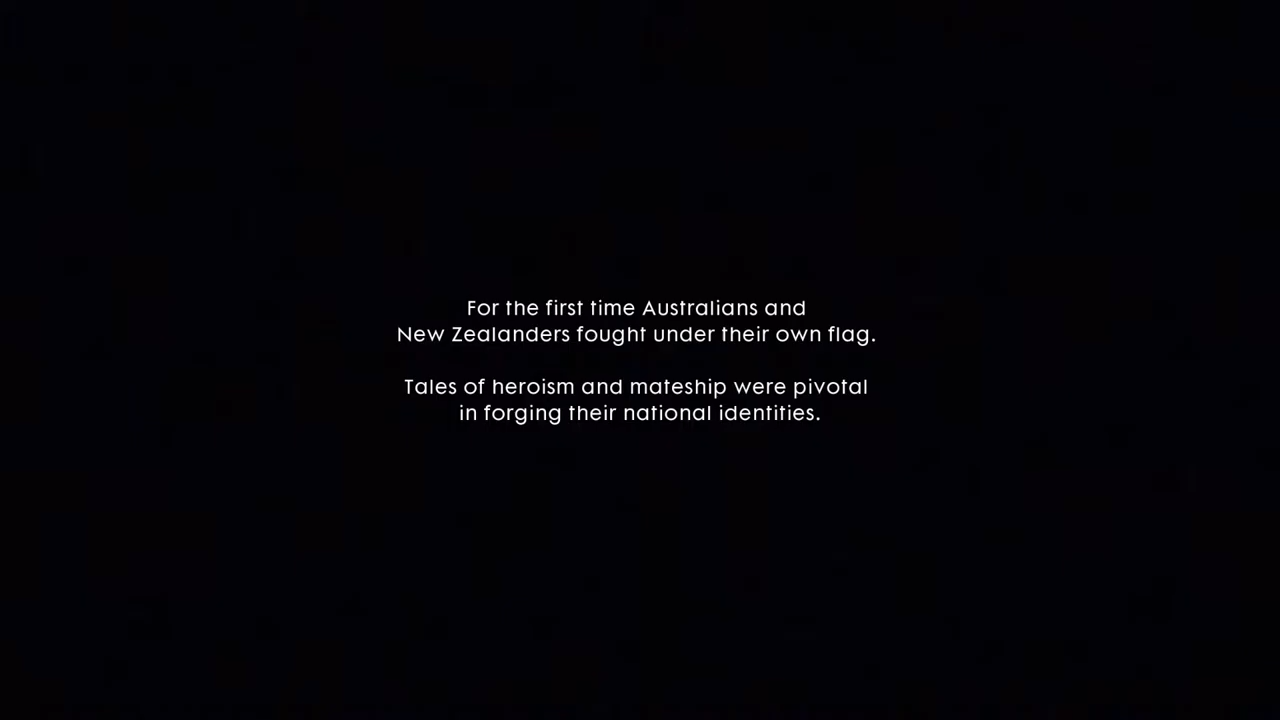 For the first time Australians and
New Zealanders fought under their own flag.
Tales of heroism and mateship were pivotal
in forging their national identities.